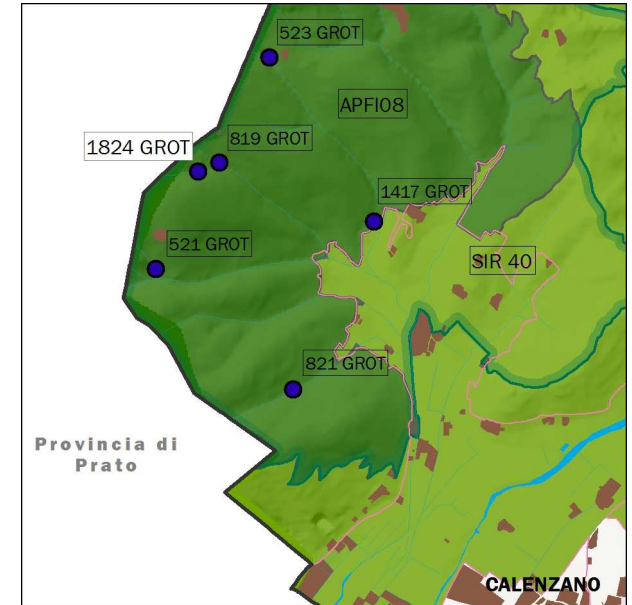 523 GROT
APFI08
1824 GROT
819 GROT
1417 GROT
521 GROT
SIR 40
821 GROT
Provincia di
Prato
CALENZANO